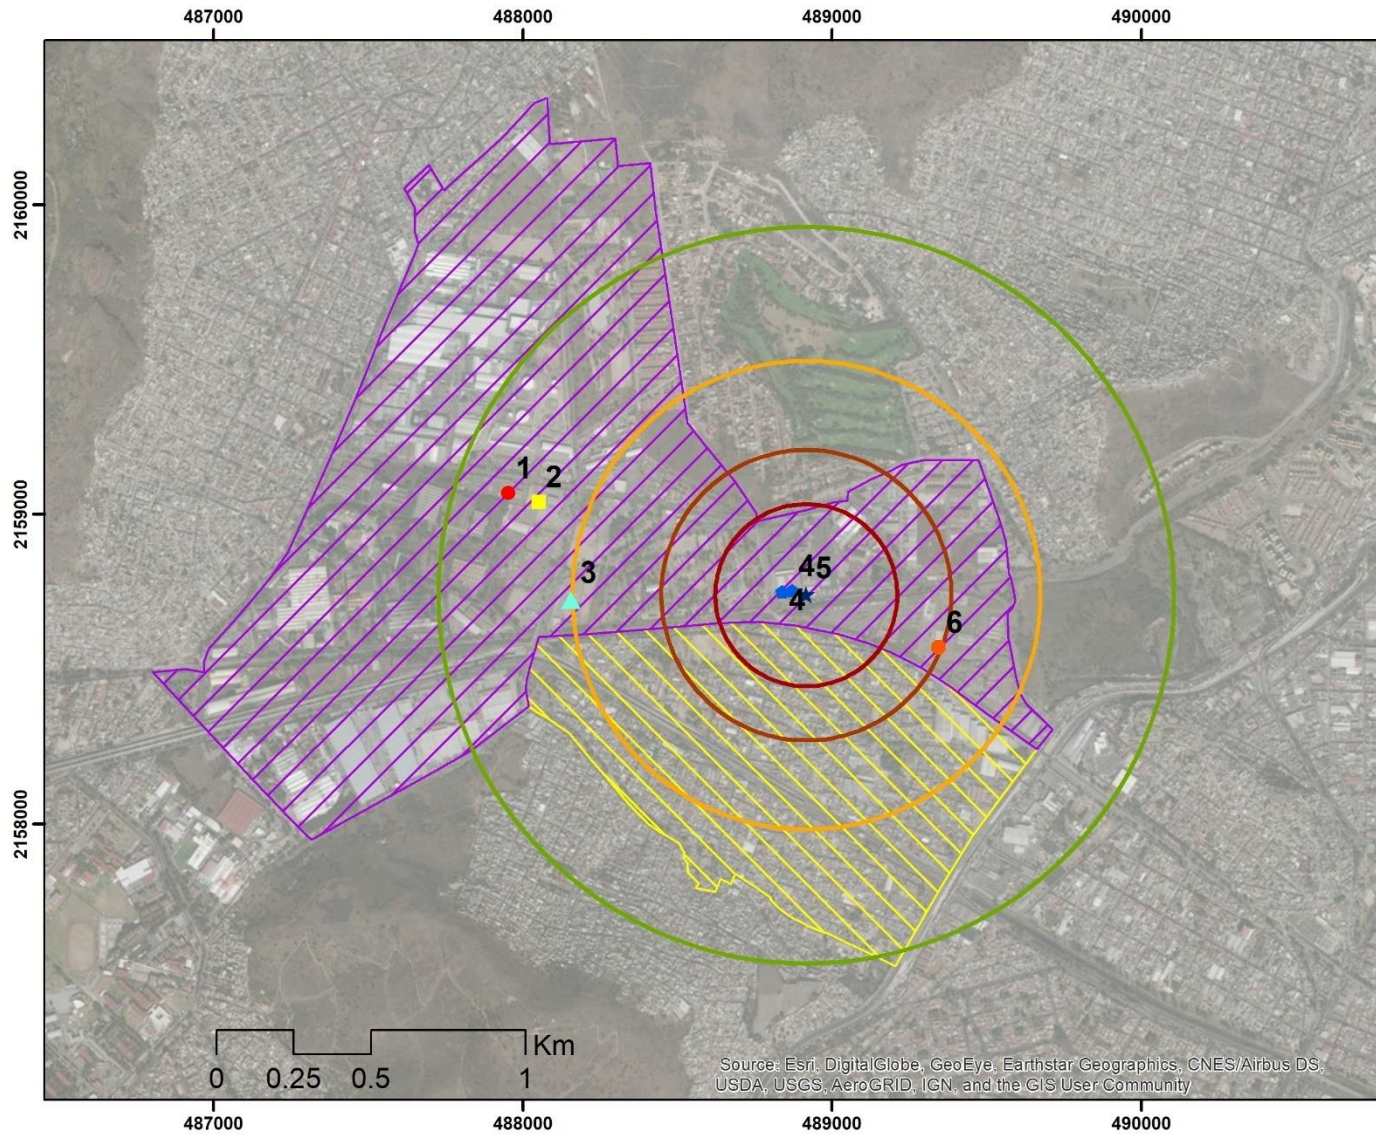 487000 488000 489000 490000
2160000
2159000
2158000
1
2
3
45
4
6
Km
0 0.25 0.5 1
Source: Esri, DigitalGlobe, GeoEye, Earthstar Geographics, CNES/Airbus DS,
USDA, USGS, AeroGRID, IGN, and the GIS User Community
487000 488000 489000 490000